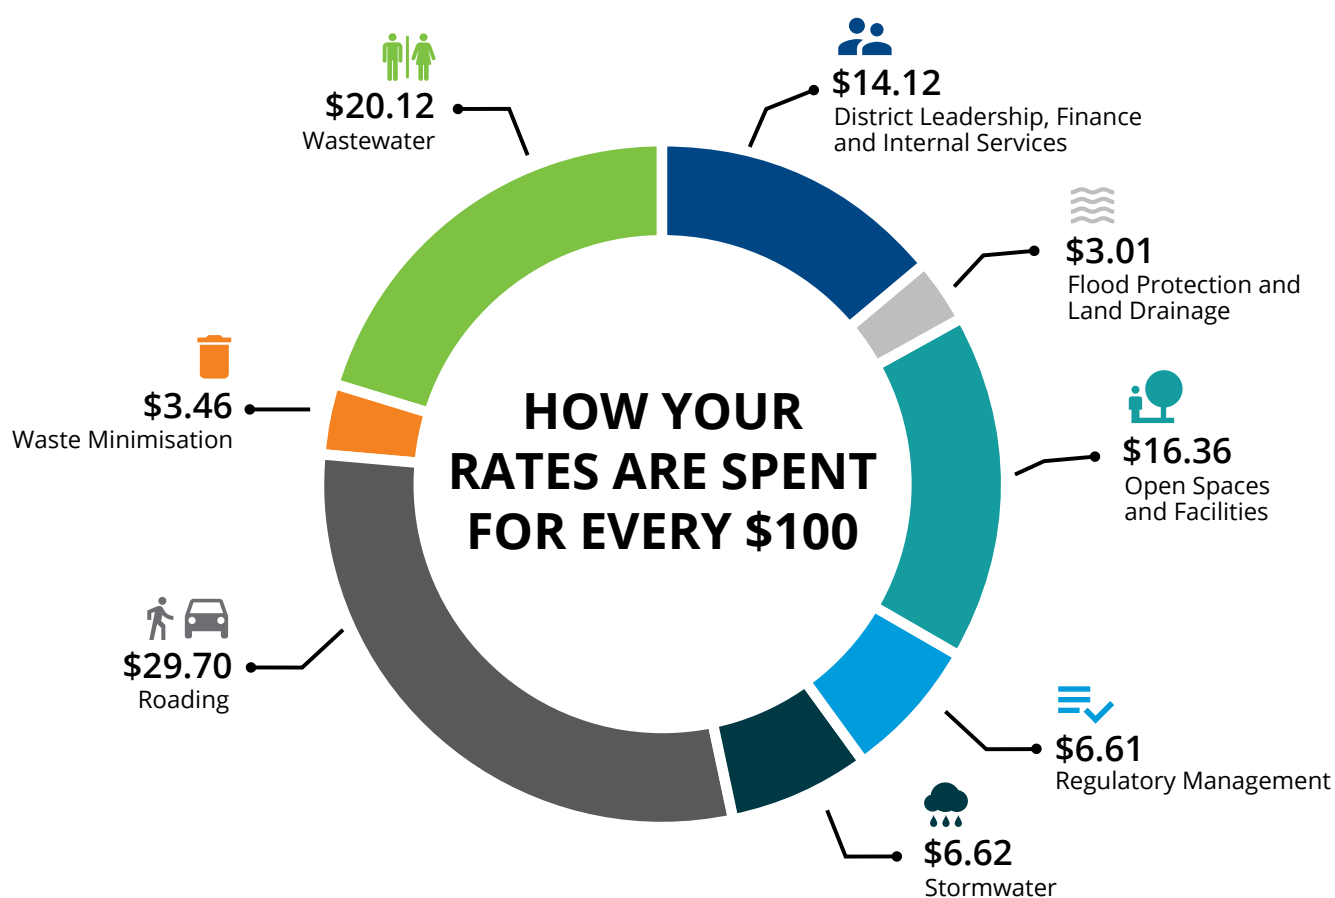 $20.12
Wastewater
$14.12
District Leadership, Finance
and Internal Services
$3.01
Flood Protection and
Land Drainage
$3.46
Waste Minimisation
HOW YOUR
RATES ARE SPENT
FOR EVERY $100
$16.36
Open Spaces
and Facilities
$29.70
Roading
$6.61
Regulatory Management
$6.62
Stormwater